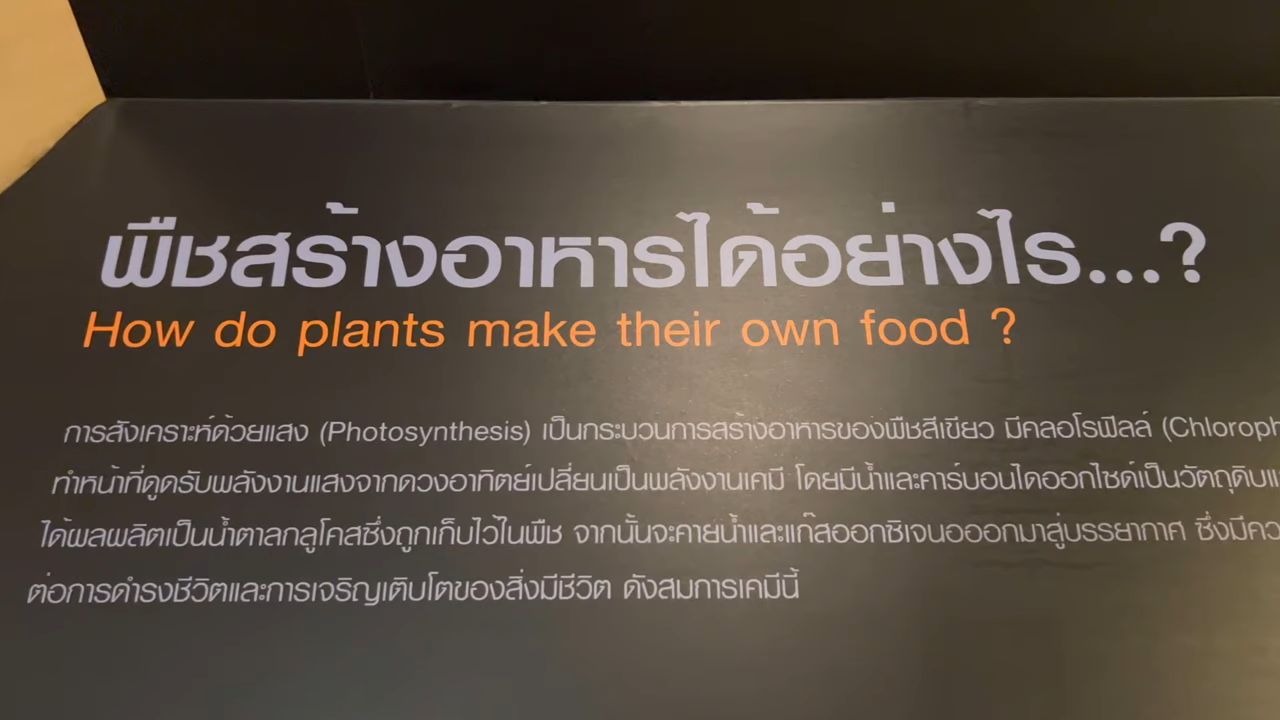 พืชสร้างอาหารได้อย่างไร...?
How do plants make their own food ?
การสังเคราะห์ด้วยแสง (Photosynthesis) เป็นกระบวนการสร้างอาหารของพืชสีเขียว มีคลอโรฟิลล์
ทำหน้าที่ดูดรับพลังงานแสงจากดวงอาทิตย์เปลี่ยนเป็นพลังงานเคมี โดยมีน้ำและคาร์บอนไดออกไซด์เป็นวัตถุดิบ
ได้ผลผลิตเป็นน้ำตาลกลูโคสซึ่งถูกเก็บไว้ในพืช จากนั้นจะคายน้ำและแก๊สออกซิเจนอออกมาสู่บรรยากาศ ซึ่งมี
ต่อการดำรงชีวิตและการเจริญเติบโตของสิ่งมีชีวิต ดังสมการเคมีนี้